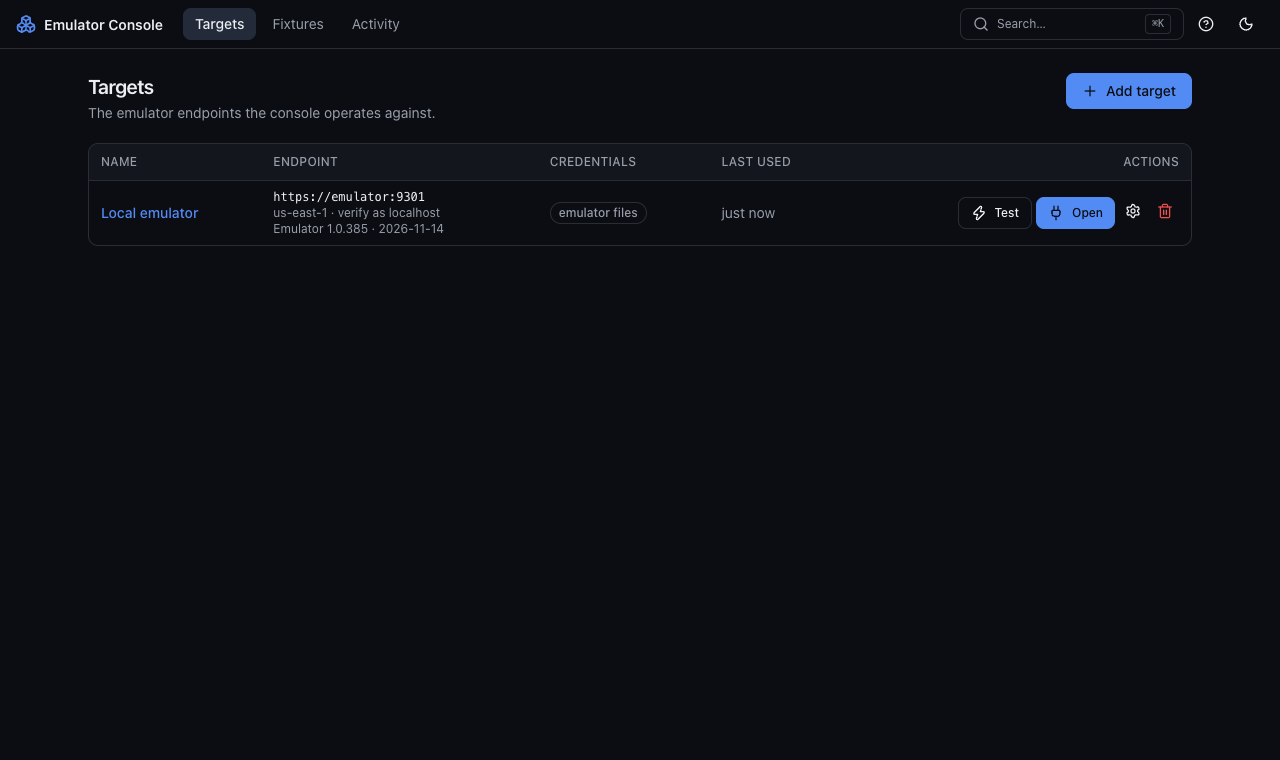 Emulator Console
Targets
Fixtures
Activity
Search...
⌘K
Targets
The emulator endpoints the console operates against.
Add target
NAME
ENDPOINT
CREDENTIALS
LAST USED
ACTIONS
Local emulator
https://emulator:9301
us-east-1 · verify as localhost
Emulator 1.0.385 · 2026-11-14
emulator files
just now
Test
Open